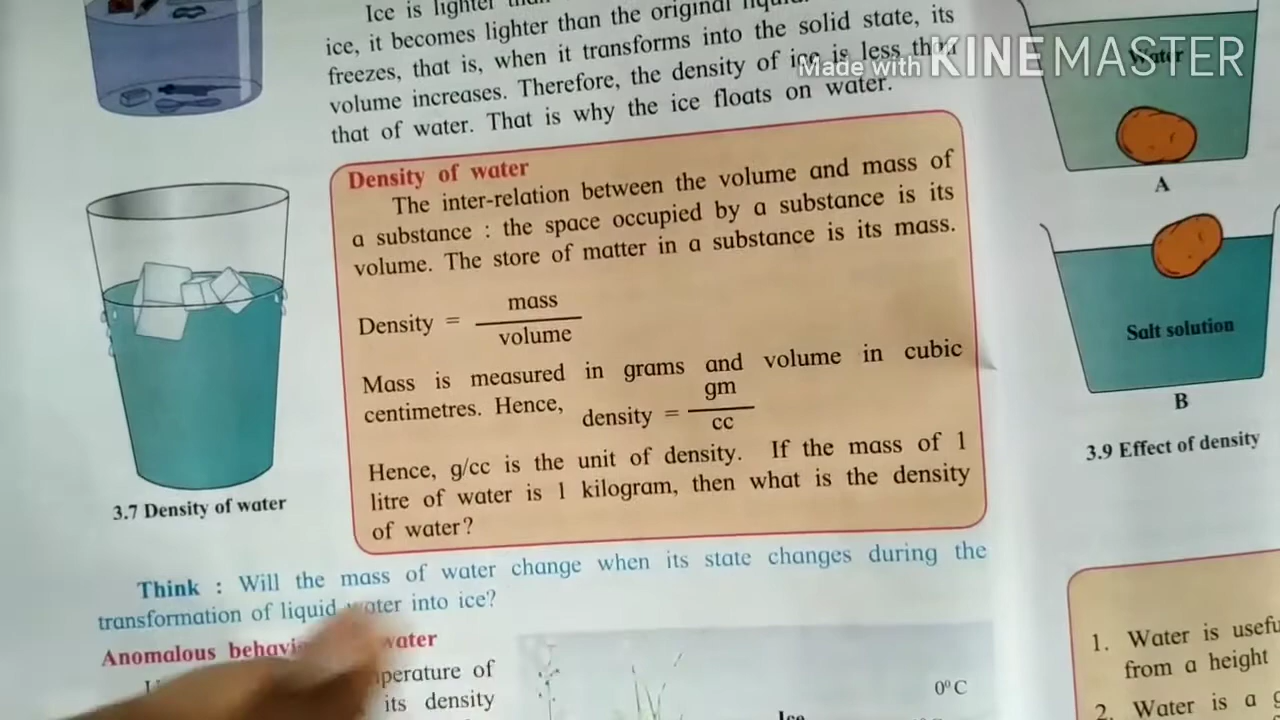 Ice is lighter
ice, it becomes lighter than the original
freezes, that is, when it transforms into the solid state, its
volume increases. Therefore, the density of ice is less than
that of water. That is why the ice floats on water.
Made with KINEMASTER
Water
A
Density of water
The inter-relation between the volume and mass of
a substance : the space occupied by a substance is its
volume. The store of matter in a substance is its mass.
Density = mass
volume
Mass is measured in grams and volume in cubic
centimetres. Hence, density = gm
cc
Hence, g/cc is the unit of density. If the mass of 1
litre of water is 1 kilogram, then what is the density
of water?
3.7 Density of water
Salt solution
B
3.9 Effect of density
Think : Will the mass of water change when its state changes during the
transformation of liquid water into ice?
Anomalous water
perature of
its density
0°C
Ice
1. Water is
from a height
2. Water is a